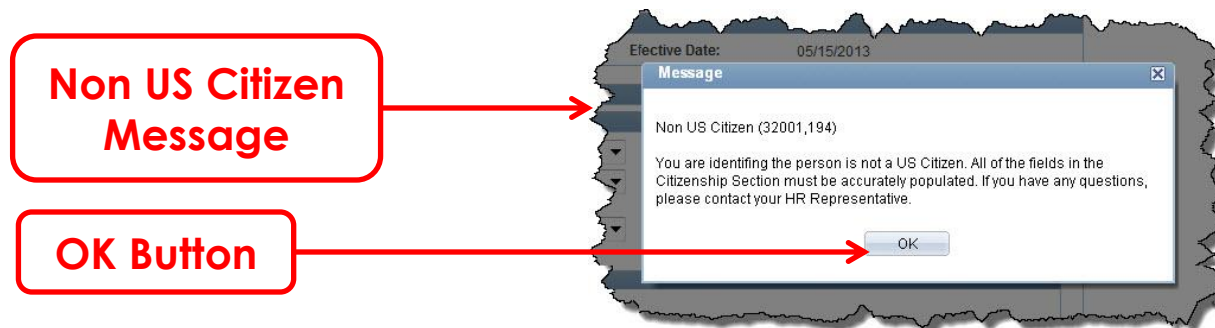 Non US Citizen
Message
OK Button
Efective Date: 05/15/2013
Message
Non US Citizen (32001,194)
You are identifing the person is not a US Citizen. All of the fields in the
Citizenship Section must be accurately populated. If you have any questions,
please contact your HR Representative.
OK